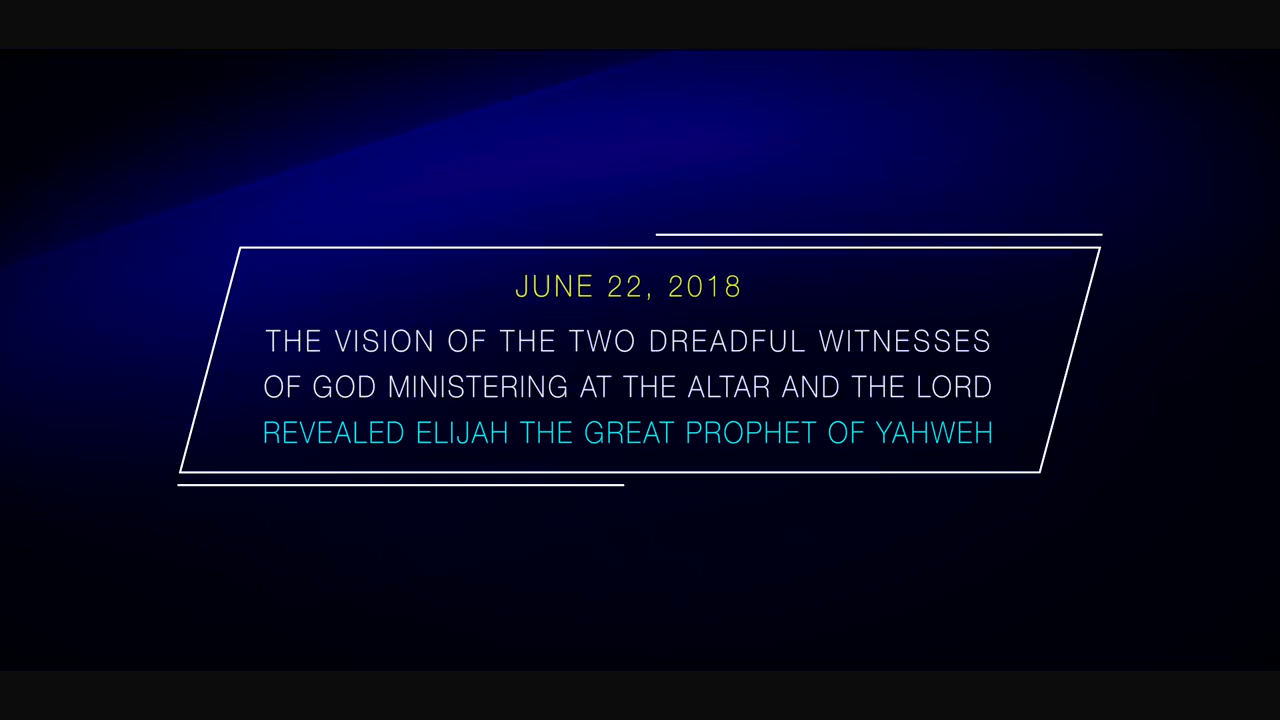 JUNE 22, 2018
THE VISION OF THE TWO DREADFUL WITNESSES
OF GOD MINISTERING AT THE ALTAR AND THE LORD
REVEALED ELIJAH THE GREAT PROPHET OF YAHWEH